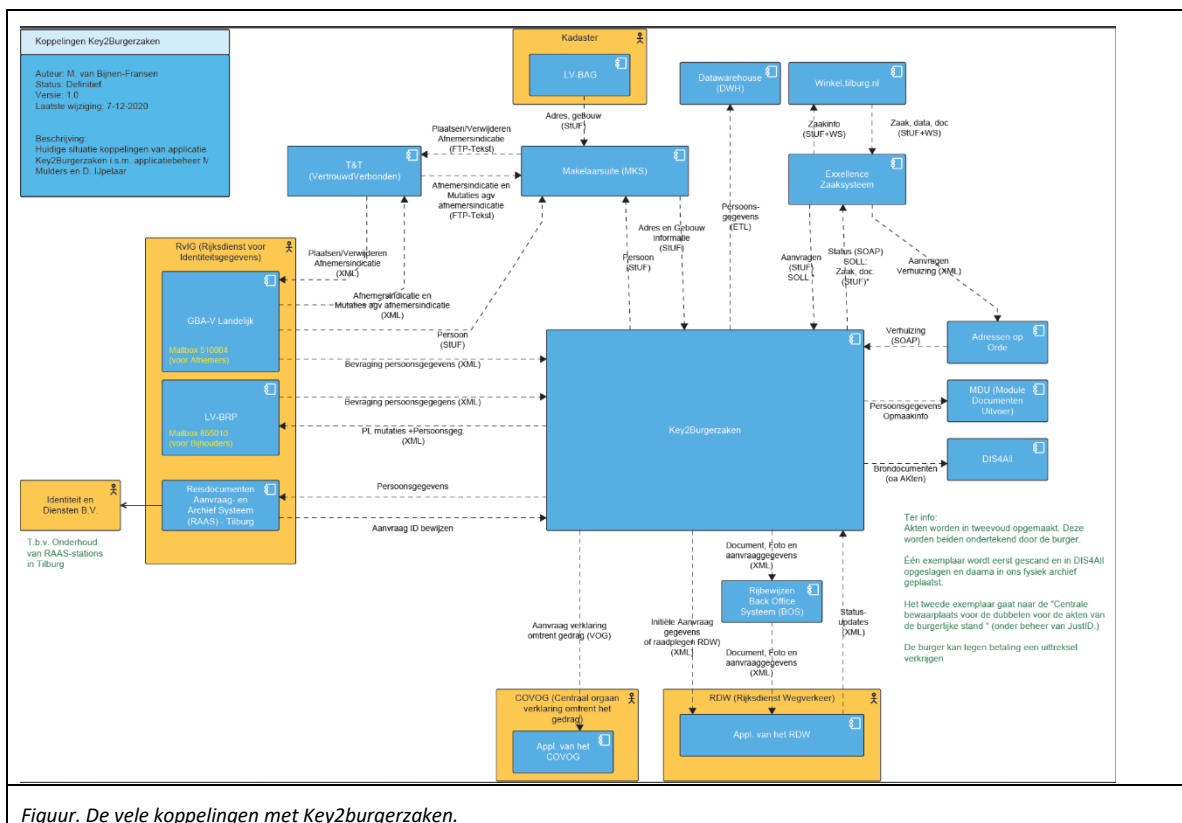 Koppelingen Key2Burgerzaken
Auteur: M. van Bijnen-Fransen
Status: Definitief
Versie: 1.0
Laatste wijziging: 7-12-2020
Beschrijving:
Huidige situatie koppelingen van applicatie
Key2Burgerzaken i.s.m. applicatiebeheer M
Mulders en D. IJpelaar
Kadaster
LV-BAG
Adres, gebouw
(StUF)
Datawarehouse
(DWH)
Winkel.tilburg.nl
Zaakinfo
(StUF+WS)
Zaak, data, doc
(StUF+WS)
Plaatsen/Verwijderen
Afnemersindicatie
(FTP-Tekst)
T&T
(VertrouwdVerbonden)
Afnemersindicatie en
Mutaties agv
afnemersindicatie
(FTP-Tekst)
Makelaarsuite (MKS)
Exxellence
Zaaksysteem
Persoons-
gegevens
(ETL)
Adres en Gebouw
informatie
(StUF)
Persoon
(StUF)
Aanvragen
(StUF)
SOLL *
Status (SOAP)
SOLL:
Zaak, doc.
(StUF)*
Aanvragen
Verhuizing (XML)
RvIG (Rijksdienst voor
Identiteitsgegevens)
Plaatsen/Verwijderen
Afnemersindicatie
(XML)
Afnemersindicatie en
Mutaties agv afnemersindicatie
(XML)
GBA-V Landelijk
Mailbox 510004
(voor Afnemers)
Persoon
(StUF)
Bevraging persoonsgegevens (XML)
Verhuizing
(SOAP)
Adressen op
Orde
LV-BRP
Mailbox 855010
(voor Bijhouders)
Bevraging persoonsgegegens (XML)
PL mutaties +Persoonsgeg.
(XML)
Key2Burgerzaken
Persoonsgegevens
Opmaakinfo
MDU (Module
Documenten
Uitvoer)
Brondocumenten
(oa AKten)
DIS4All
Identiteit en
Diensten B.V.
Reisdocumenten
Aanvraag- en
Archief Systeem
(RAAS) - Tilburg
Persoonsgegevens
Aanvraag ID bewijzen
T.b.v. Onderhoud
van RAAS-stations
in Tilburg
Ter info:
Akten worden in tweevoud opgemaakt. Deze
worden beiden ondertekend door de burger.
Één exemplaar wordt eerst gescand en in DIS4All
opgeslagen en daarna in ons fysiek archief
geplaatst.
Het tweede exemplaar gaat naar de "Centrale
bewaarplaats voor de dubbelen voor de akten van
de burgerlijke stand " (onder beheer van JustID.)
De burger kan tegen betaling een uittreksel
verkrijgen
Document, Foto en
aanvraaggegevens
(XML)
Rijbewijzen
Back Office
Systeem (BOS)
Aanvraag verklaring
omtrent gedrag (VOG)
Initiële Aanvraag
gegevens
of raadplegen RDW)
(XML)
Status-
updates
(XML)
Document, Foto en
aanvraaggegevens
(XML)
COVOG (Centraal orgaan
verklaring omtrent het
gedrag)
Appl. van het
COVOG
RDW (Rijksdienst Wegverkeer)
Appl. van het RDW
Figuur. De vele koppelingen met Key2burgerzaken.